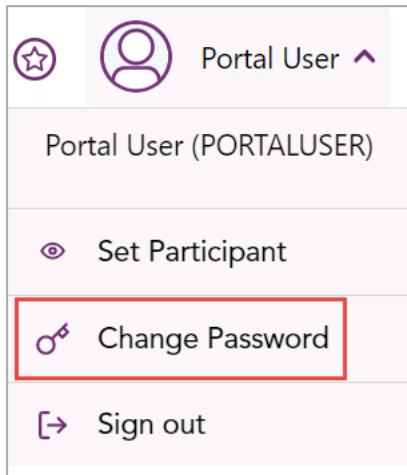 Portal User
Portal User (PORTALUSER)
Set Participant
Change Password
Sign out